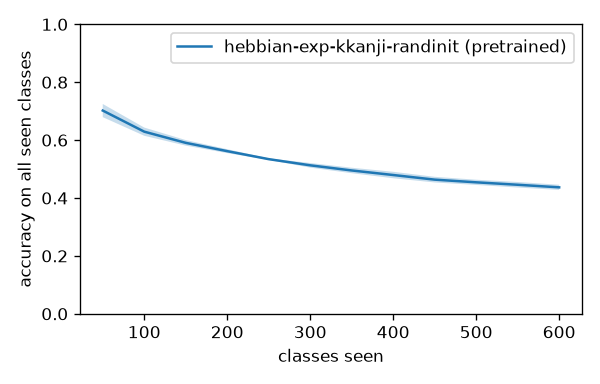 hebbian-exp-kkanji-randinit (pretrained)
accuracy on all seen classes
1.0
0.8
0.6
0.4
0.2
0.0
100 200 300 400 500 600
classes seen